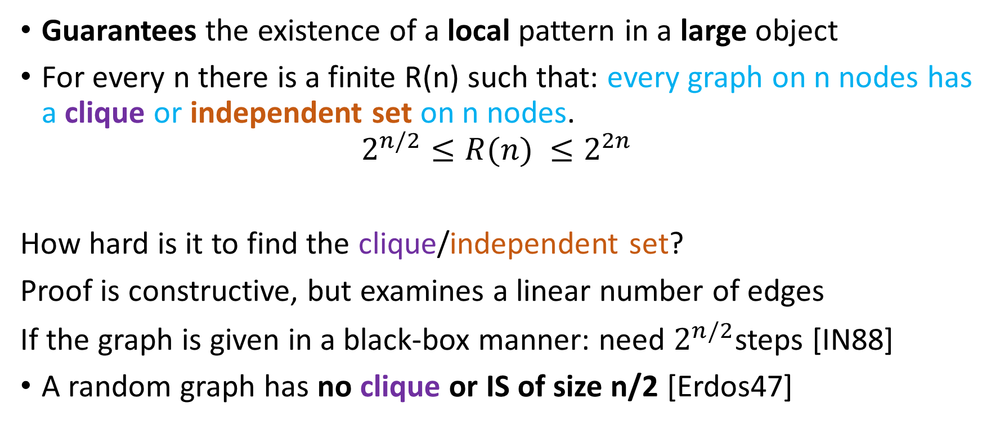 • Guarantees the existence of a local pattern in a large object
• For every n there is a finite R(n) such that: every graph on n nodes has
a clique or independent set on n nodes.
2^{n/2} ≤ R(n) ≤ 2^{2n}
How hard is it to find the clique/independent set?
Proof is constructive, but examines a linear number of edges
If the graph is given in a black-box manner: need 2^{n/2} steps [IN88]
• A random graph has no clique or IS of size n/2 [Erdos47]